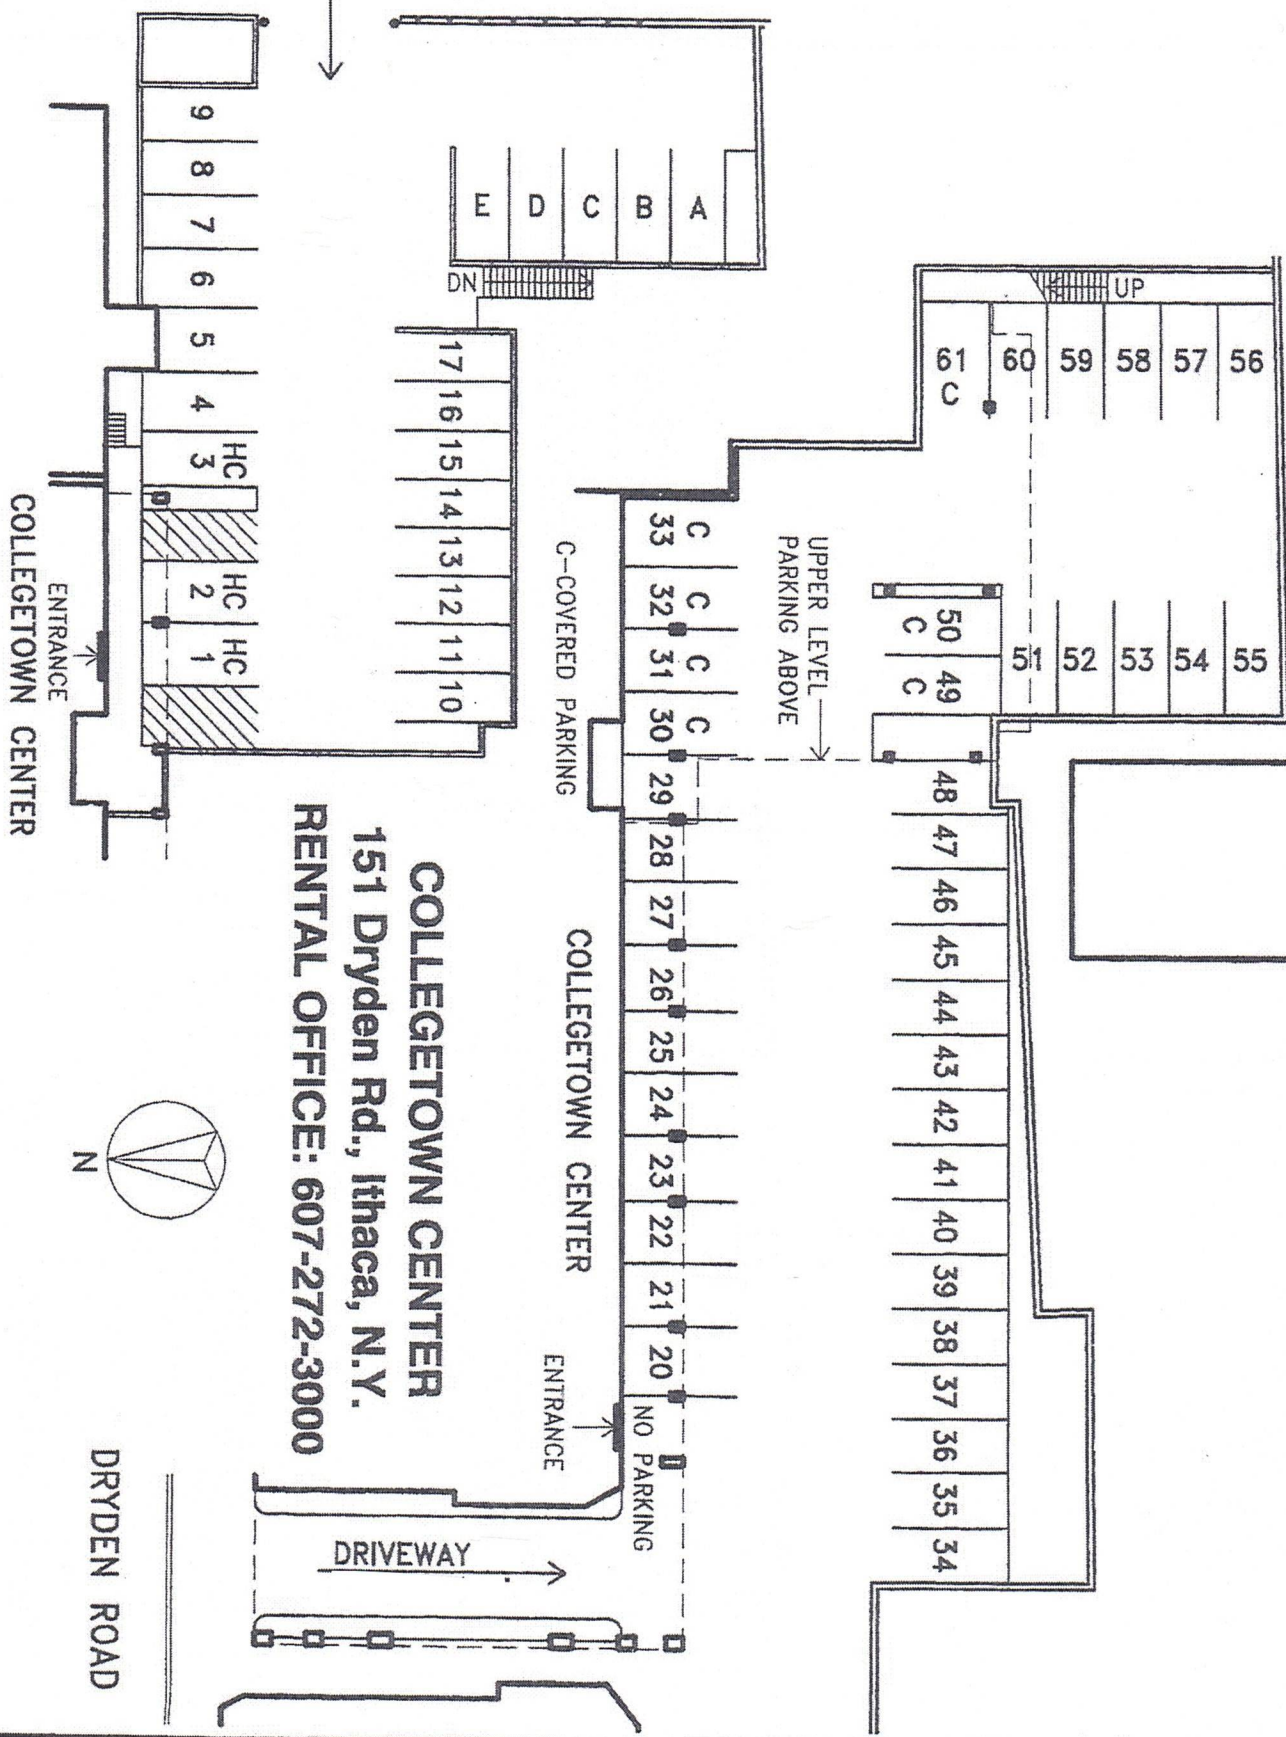 9
8
7
6
5
4
HC
3
HC
2
HC
1
E
D
C
B
A
DN
17
16
15
14
13
12
11
10
UP
61
C
60
59
58
57
56
50
C
49
C
51
52
53
54
55
C
33
C
32
C
31
C
30
29
28
27
26
25
24
23
22
21
20
48
47
46
45
44
43
42
41
40
39
38
37
36
35
34
UPPER LEVEL
PARKING ABOVE
C-COVERED PARKING
COLLEGETOWN CENTER
ENTRANCE
NO PARKING
ENTRANCE
COLLEGETOWN CENTER
COLLEGETOWN CENTER
151 Dryden Rd., Ithaca, N.Y.
RENTAL OFFICE: 607-272-3000
N
DRIVEWAY
DRYDEN ROAD